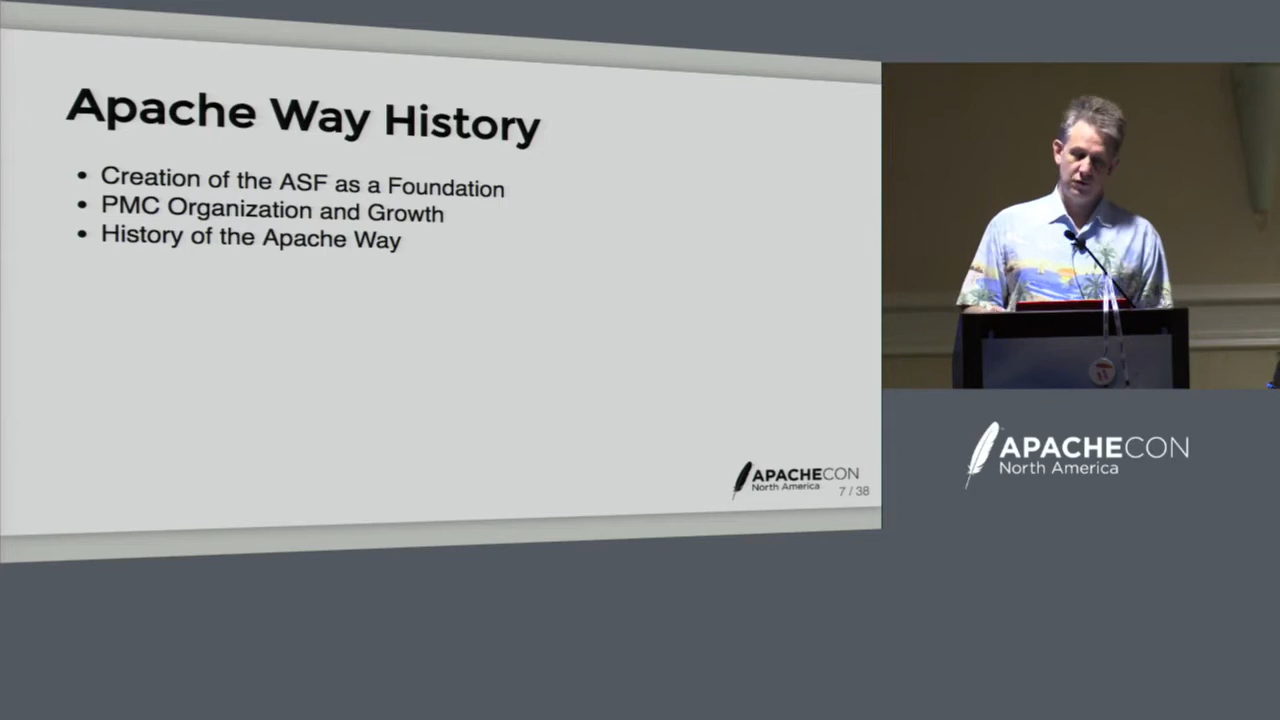 Apache Way History
• Creation of the ASF as a Foundation
• PMC Organization and Growth
• History of the Apache Way
APACHECON
North America
7 / 38
APACHECON
North America